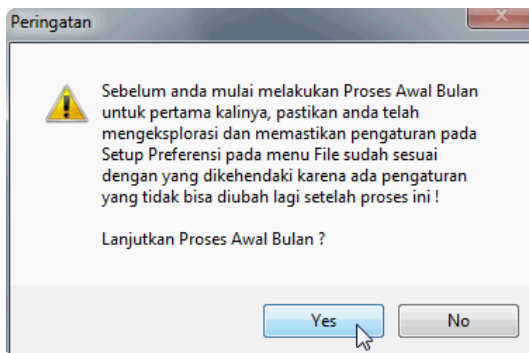 Peringatan
Sebelum anda mulai melakukan Proses Awal Bulan
untuk pertama kalinya, pastikan anda telah
mengeksplorasi dan memastikan pengaturan pada
Setup Preferensi pada menu File sudah sesuai
dengan yang dikehendaki karena ada pengaturan
yang tidak bisa diubah lagi setelah proses ini !
Lanjutkan Proses Awal Bulan ?
Yes
No